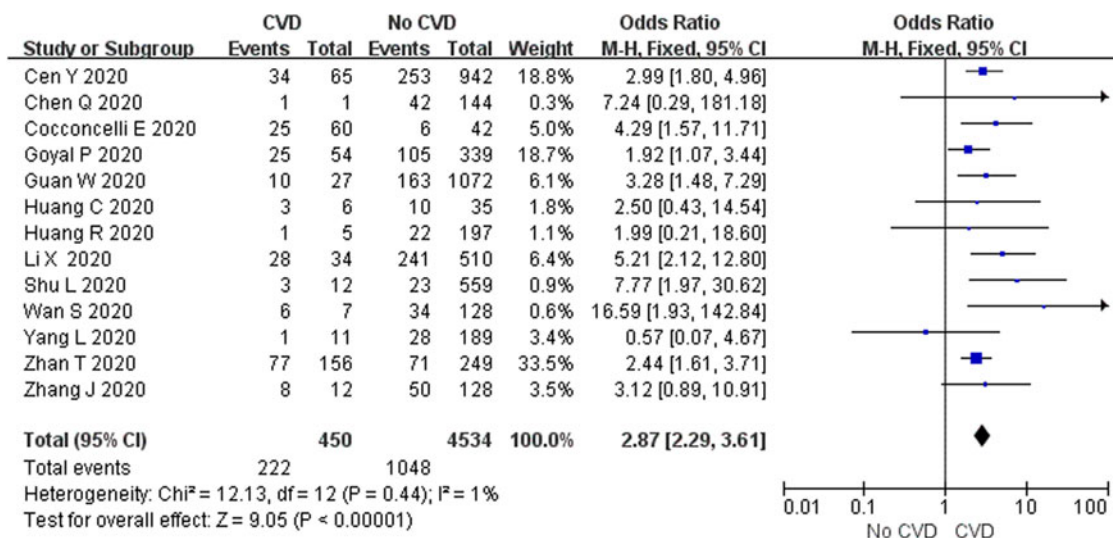 CVD No CVD Odds Ratio Odds Ratio
Study or Subgroup Events Total Events Total Weight M-H, Fixed, 95% CI M-H, Fixed, 95% CI
Cen Y 2020 34 65 253 942 18.8% 2.99 [1.80, 4.96]
Chen Q 2020 1 1 42 144 0.3% 7.24 [0.29, 181.18]
Cocconcelli E 2020 25 60 6 42 5.0% 4.29 [1.57, 11.71]
Goyal P 2020 25 54 105 339 18.7% 1.92 [1.07, 3.44]
Guan W 2020 10 27 163 1072 6.1% 3.28 [1.48, 7.29]
Huang C 2020 3 6 10 35 1.8% 2.50 [0.43, 14.54]
Huang R 2020 1 5 22 197 1.1% 1.99 [0.21, 18.60]
Li X 2020 28 34 241 510 6.4% 5.21 [2.12, 12.80]
Shu L 2020 3 12 23 559 0.9% 7.77 [1.97, 30.62]
Wan S 2020 6 7 34 128 0.6% 16.59 [1.93, 142.84]
Yang L 2020 1 11 28 189 3.4% 0.57 [0.07, 4.67]
Zhan T 2020 77 156 71 249 33.5% 2.44 [1.61, 3.71]
Zhang J 2020 8 12 50 128 3.5% 3.12 [0.89, 10.91]
Total (95% CI) 450 4534 100.0% 2.87 [2.29, 3.61]
Total events 222 1048
Heterogeneity: Chi² = 12.13, df = 12 (P = 0.44); I² = 1%
Test for overall effect: Z = 9.05 (P < 0.00001)
0.01 0.1 1 10 100
No CVD CVD